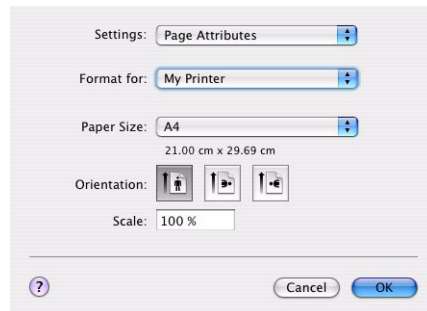 Settings: Page Attributes
Format for: My Printer
Paper Size: A4
21.00 cm x 29.69 cm
Orientation:
Scale: 100 %
? Cancel OK